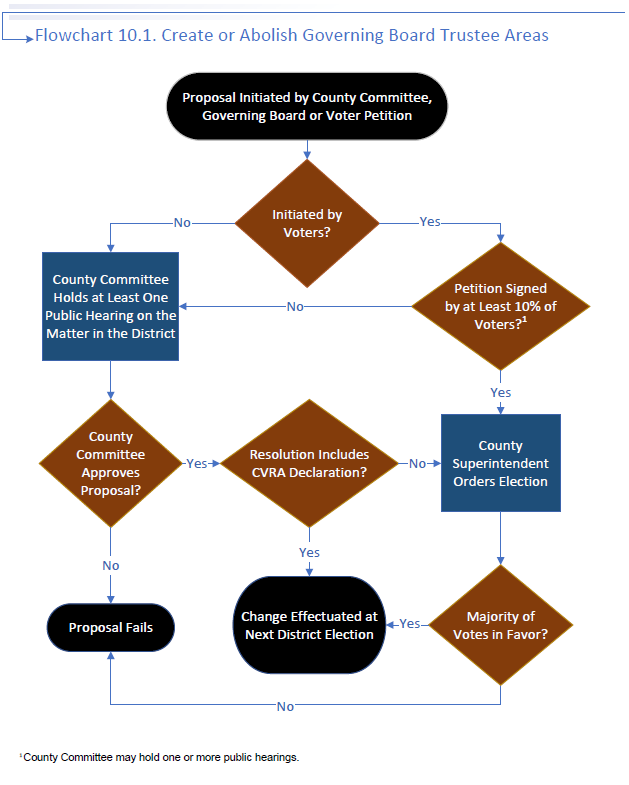 Flowchart 10.1. Create or Abolish Governing Board Trustee Areas
Proposal Initiated by County Committee,
Governing Board or Voter Petition
Initiated by
Voters?
No
Yes
County Committee
Holds at Least One
Public Hearing on the
Matter in the District
Petition Signed
by at Least 10% of
Voters?¹
No
Yes
County
Committee
Approves
Proposal?
Yes
Resolution Includes
CVRA Declaration?
No
County
Superintendent
Orders Election
No
Yes
Proposal Fails
Change Effectuated at
Next District Election
Yes
Majority of
Votes in Favor?
No
¹County Committee may hold one or more public hearings.